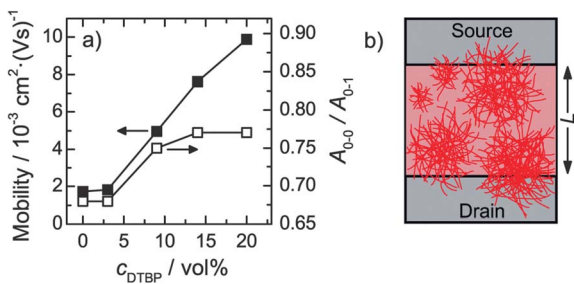 a)
Mobility / 10⁻³ cm²·(Vs)⁻¹
10
8
6
4
2
0
0.90
0.85
0.80
0.75
0.70
0.65
A₀₋₀ / A₀₋₁
0 5 10 15 20
c_DTBP / vol%
b)
Source
L
Drain